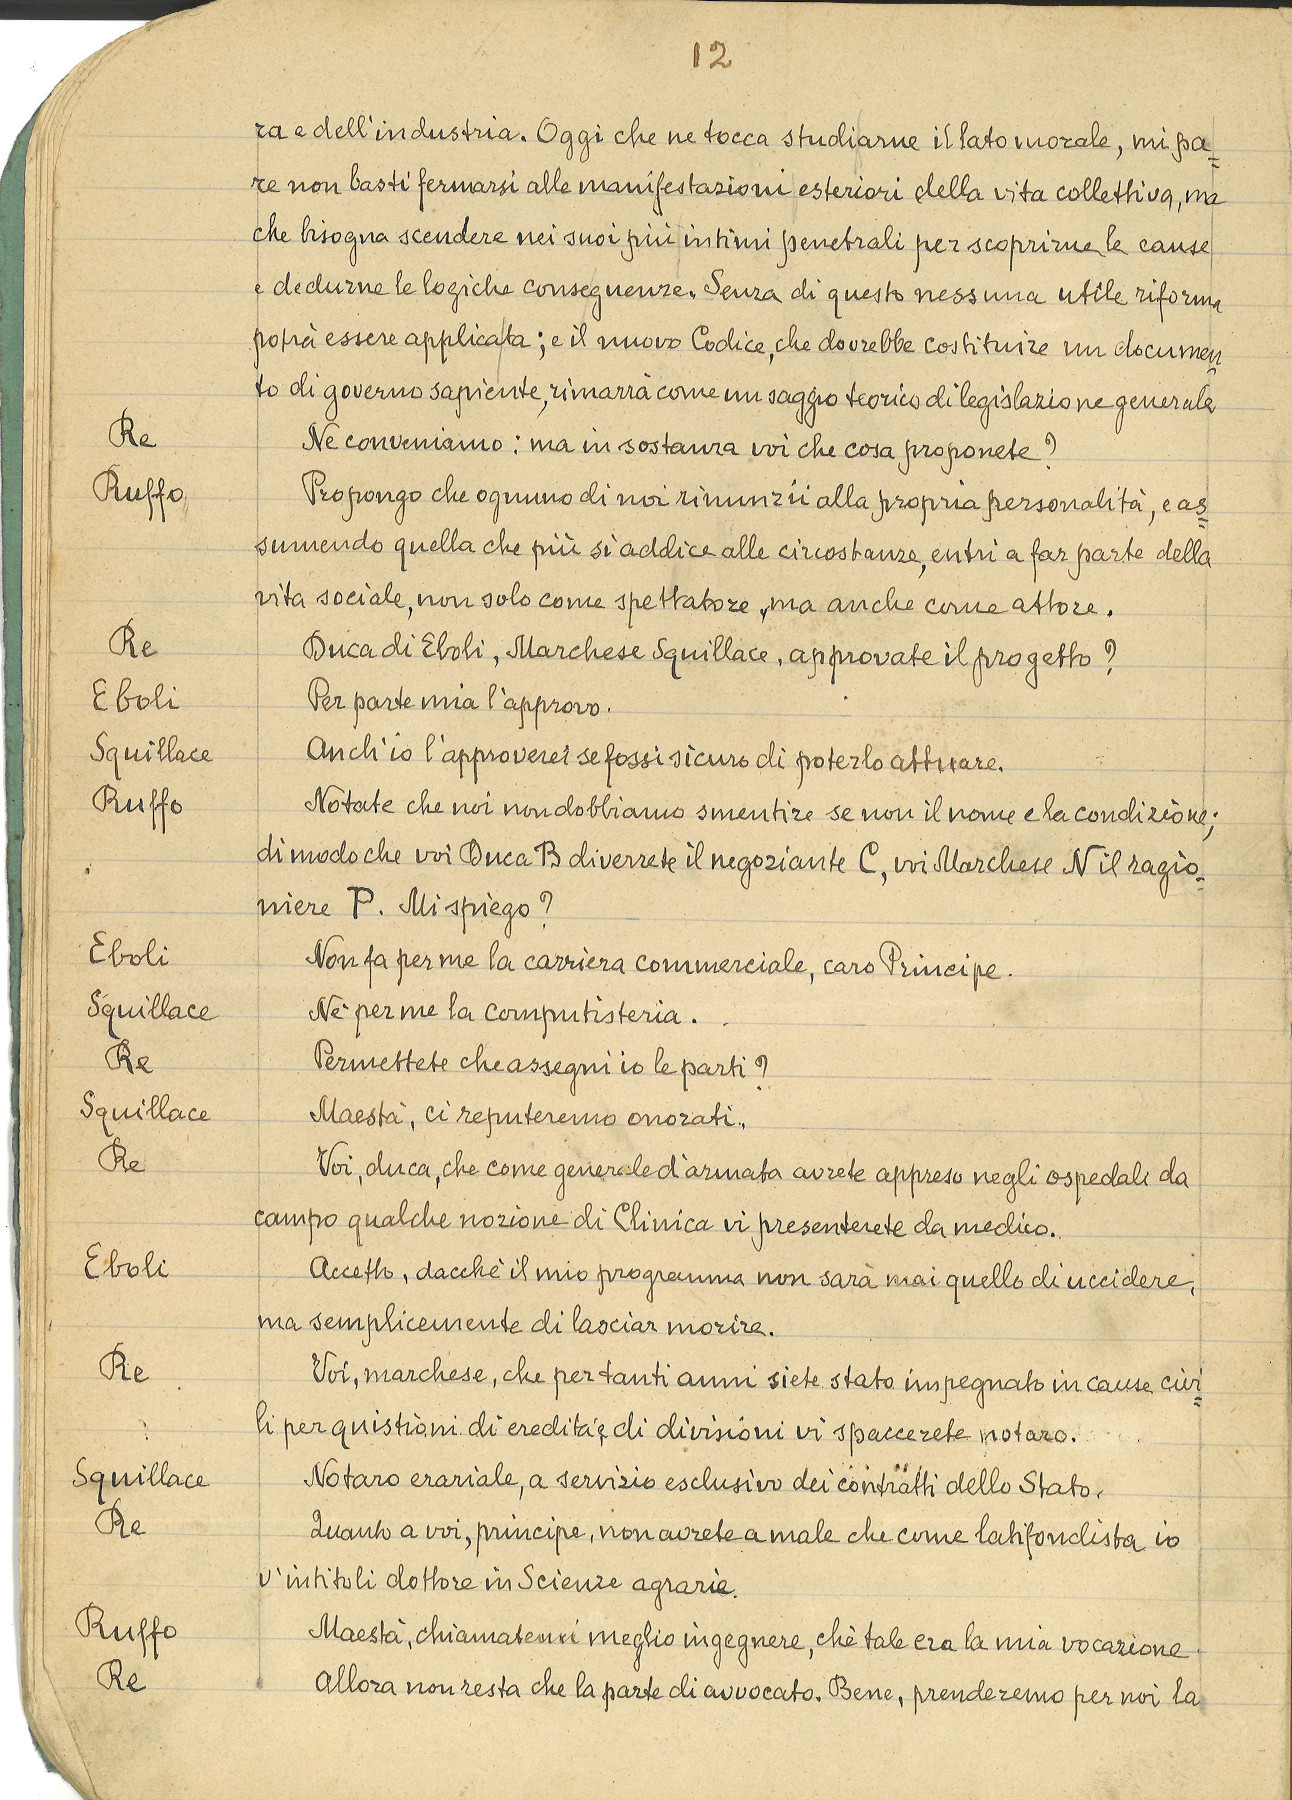 12
ra e dell'industria. Oggi che ne tocca studiarne il lato morale, mi pa=
re non basti fermarsi alle manifestazioni esteriori della vita collettiva, ma
che bisogna scendere nei suoi più intimi penetrali per scoprirne le cause
e dedurne le logiche conseguenze. Senza di questo nessuna utile riforma
potrà essere applicata; e il nuovo Codice, che dovrebbe costituire un documen=
to di governo sapiente, rimarrà come un saggio teorico di legislazione generale
Re Ne conveniamo: ma in sostanza voi che cosa proponete?
Ruffo Propongo che ognuno di noi rinunzii alla propria personalità, e as=
sumendo quella che più si addice alle circostanze, entri a far parte della
vita sociale, non solo come spettatore, ma anche come attore.
Re Duca di Eboli, Marchese Squillace, approvate il progetto?
Eboli Per parte mia l'approvo.
Squillace Anch'io l'approverei se fossi sicuro di poterlo attuare.
Ruffo Notate che noi non dobbiamo smentire se non il nome e la condizione;
di modo che voi Duca B diverrete il negoziante C, voi Marchese N il ragio=
niere P. Mi spiego?
Eboli Non fa per me la carriera commerciale, caro Principe.
Squillace Nè per me la computisteria.
Re Permettete che assegni io le parti?
Squillace Maestà, ci reputeremo onorati.
Re Voi, duca, che come generale d'armata avrete appreso negli ospedali da
campo qualche nozione di Clinica vi presenterete da medico.
Eboli Accetto, dacchè il mio programma non sarà mai quello di uccidere,
ma semplicemente di lasciar morire.
Re Voi, marchese, che per tanti anni siete stato impegnato in cause civi=
li per quistioni di eredità e di divisioni vi spaccerete notaro.
Squillace Notaro erariale, a servizio esclusivo dei contratti dello Stato.
Re Quanto a voi, principe, non avrete a male che come latifondista io
v'intitoli dottore in Scienze agrarie.
Ruffo Maestà, chiamatemi meglio ingegnere, chè tale era la mia vocazione.
Re Allora non resta che la parte di avvocato. Bene, prenderemo per noi la